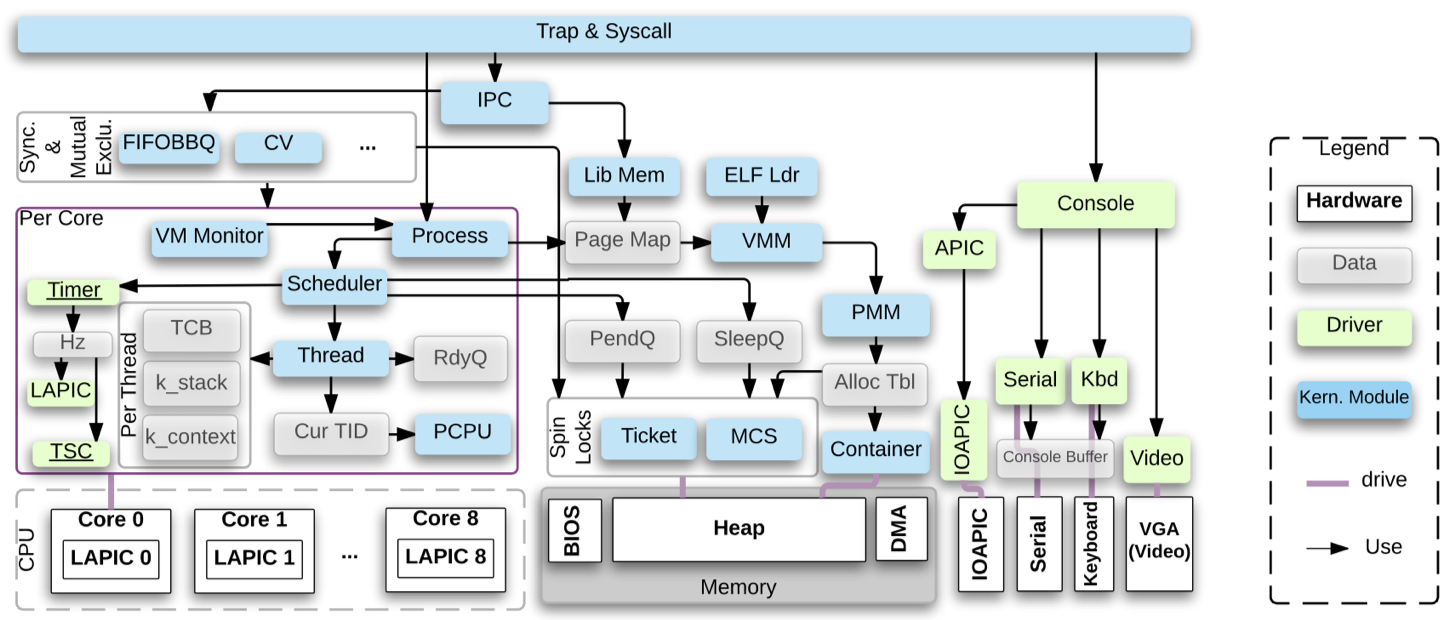 Trap & Syscall
IPC
Sync.
&
Mutual
Exclu.
FIFOBBQ
CV
...
Lib Mem
ELF Ldr
Per Core
VM Monitor
Process
Page Map
VMM
Console
APIC
Timer
Scheduler
Hz
LAPIC
TSC
Per Thread
TCB
k_stack
k_context
Thread
RdyQ
Cur TID
PCPU
PendQ
SleepQ
PMM
Alloc Tbl
Spin
Locks
Ticket
MCS
Container
IOAPIC
Serial
Kbd
Console Buffer
Video
CPU
Core 0
LAPIC 0
Core 1
LAPIC 1
...
Core 8
LAPIC 8
BIOS
Heap
DMA
Memory
IOAPIC
Serial
Keyboard
VGA
(Video)
Legend
Hardware
Data
Driver
Kern. Module
drive
Use